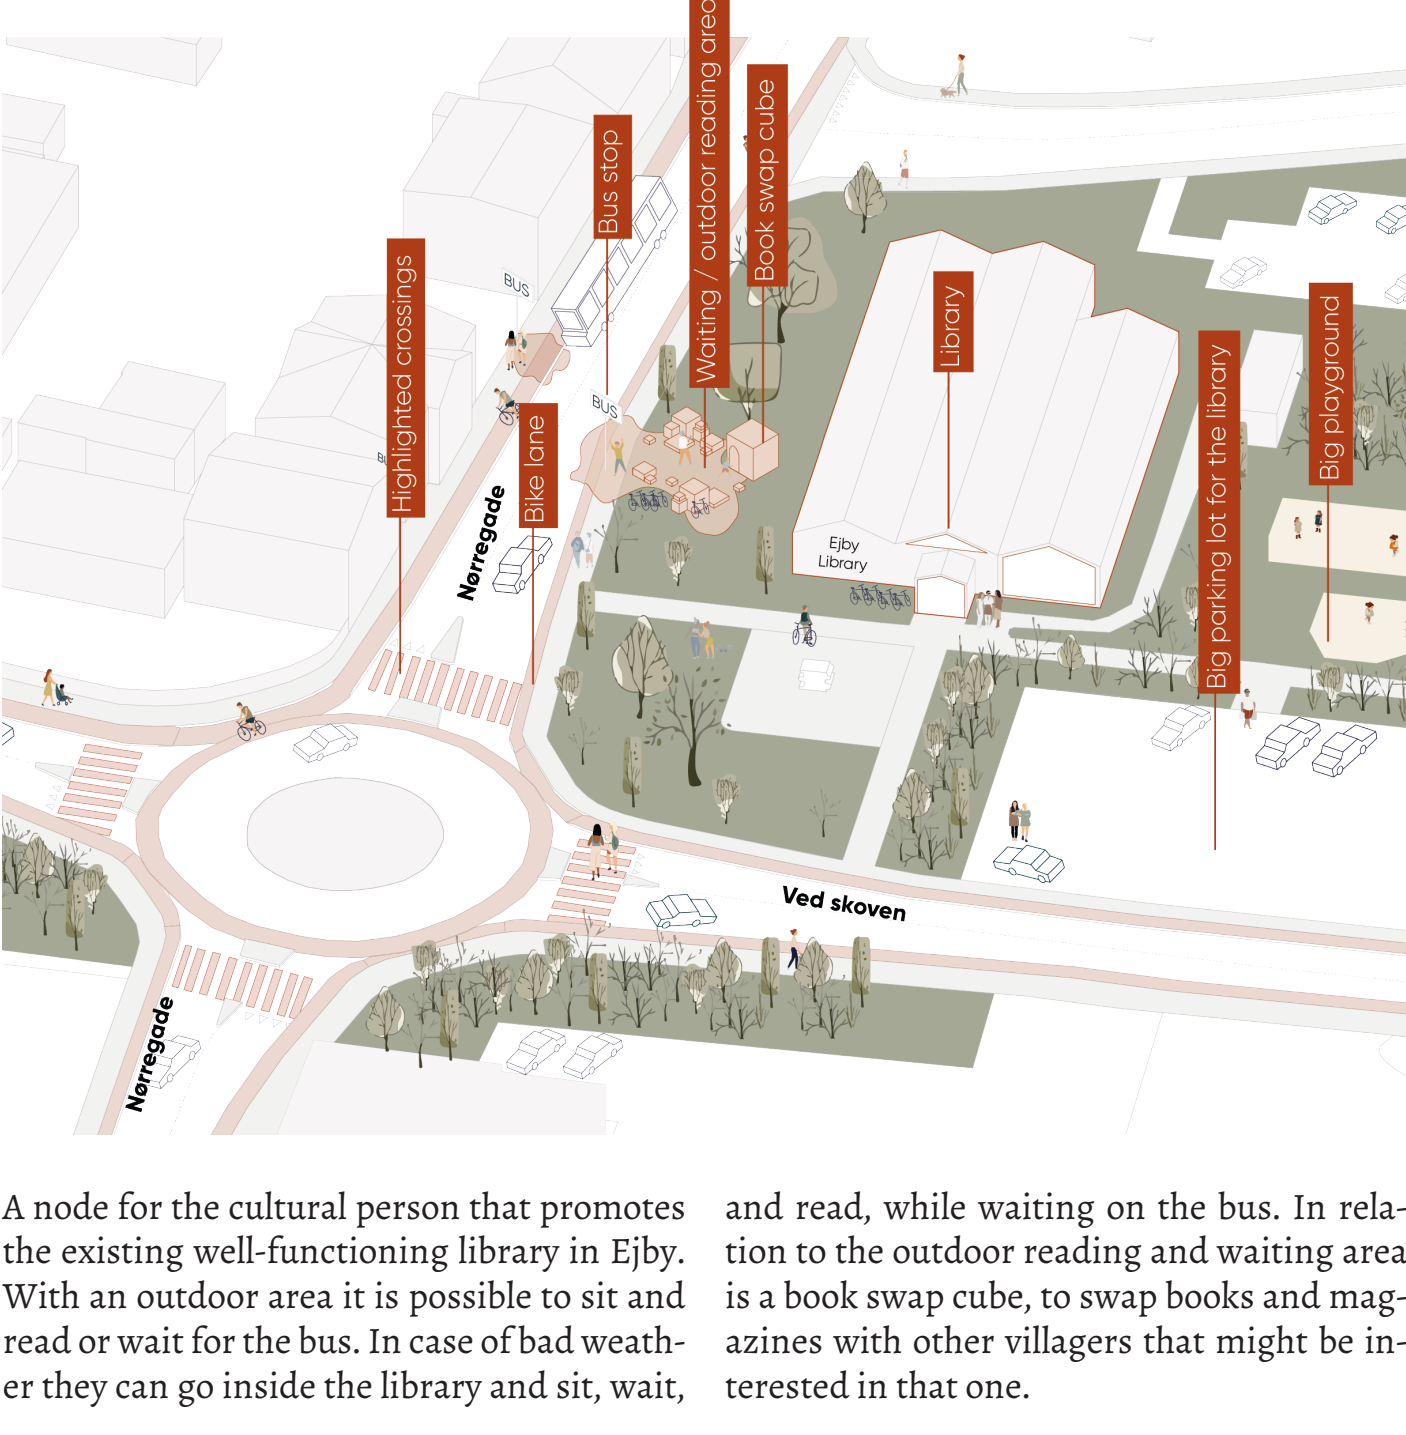 Waiting / outdoor reading area
Book swap cube
Bus stop
Highlighted crossings
Library
Big playground
Big parking lot for the library
Bike lane
BUS
BUS
Nørregade
Ejby
Library
Ved skoven
Nørregade
A node for the cultural person that promotes
the existing well-functioning library in Ejby.
With an outdoor area it is possible to sit and
read or wait for the bus. In case of bad weath-
er they can go inside the library and sit, wait,
and read, while waiting on the bus. In rela-
tion to the outdoor reading and waiting area
is a book swap cube, to swap books and mag-
azines with other villagers that might be in-
terested in that one.